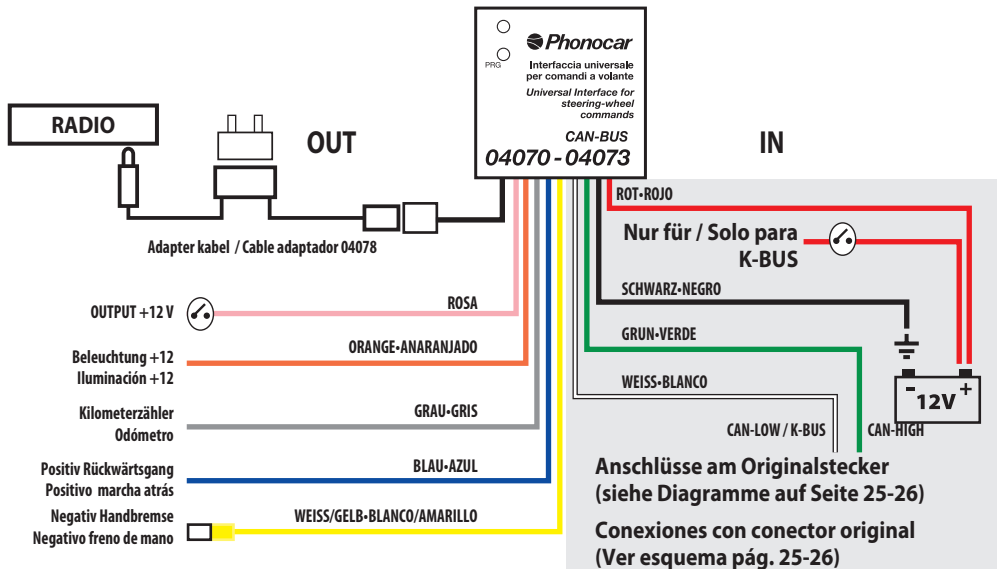 Phonocar
PRG
Interfaccia universale
per comandi a volante
Universal Interface for
steering-wheel
commands
CAN-BUS
04070 - 04073
RADIO
OUT
IN
Adapter kabel / Cable adaptador 04078
OUTPUT +12 V
ROSA
Beleuchtung +12
Iluminación +12
ORANGE•ANARANJADO
Kilometerzähler
Odómetro
GRAU•GRIS
Positiv Rückwärtsgang
Positivo marcha atrás
BLAU•AZUL
Negativ Handbremse
Negativo freno de mano
WEISS/GELB•BLANCO/AMARILLO
ROT•ROJO
Nur für / Solo para
K-BUS
SCHWARZ•NEGRO
GRUN•VERDE
WEISS•BLANCO
- +
12V
CAN-LOW / K-BUS
CAN-HIGH
Anschlüsse am Originalstecker
(siehe Diagramme auf Seite 25-26)
Conexiones con conector original
(Ver esquema pág. 25-26)